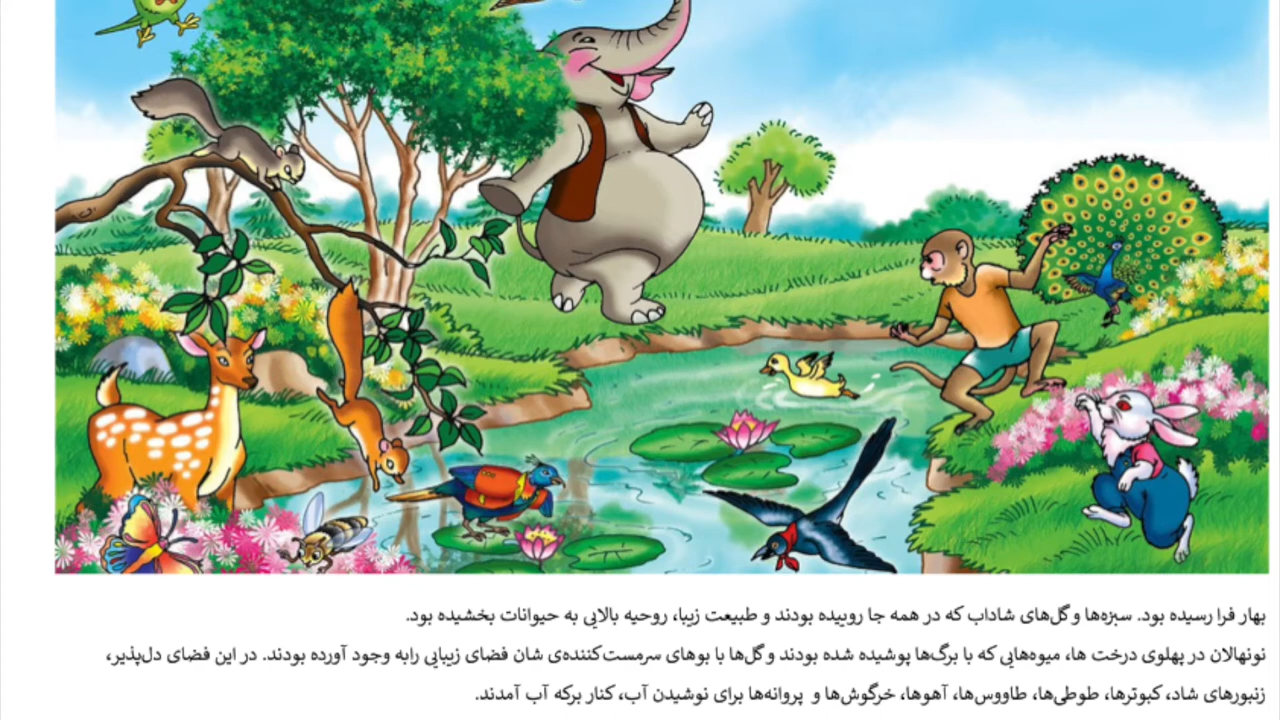 بهار فرا رسیده بود. سبزه‌ها و گل‌های شاداب که در همه جا روییده بودند و طبیعت زیبا، روحیه بالایی به حیوانات بخشیده بود.
نونهالان در پهلوی درخت ها، میوه‌هایی که با برگ‌ها پوشیده شده بودند و گل‌ها با بوهای سرمست‌کننده‌ی شان فضای زیبایی رابه وجود آورده بودند. در این فضای دل‌پذیر،
زنبورهای شاد، کبوترها، طوطی‌ها، طاووس‌ها، آهوها، خرگوش‌ها و پروانه‌ها برای نوشیدن آب، کنار برکه آب آمدند.